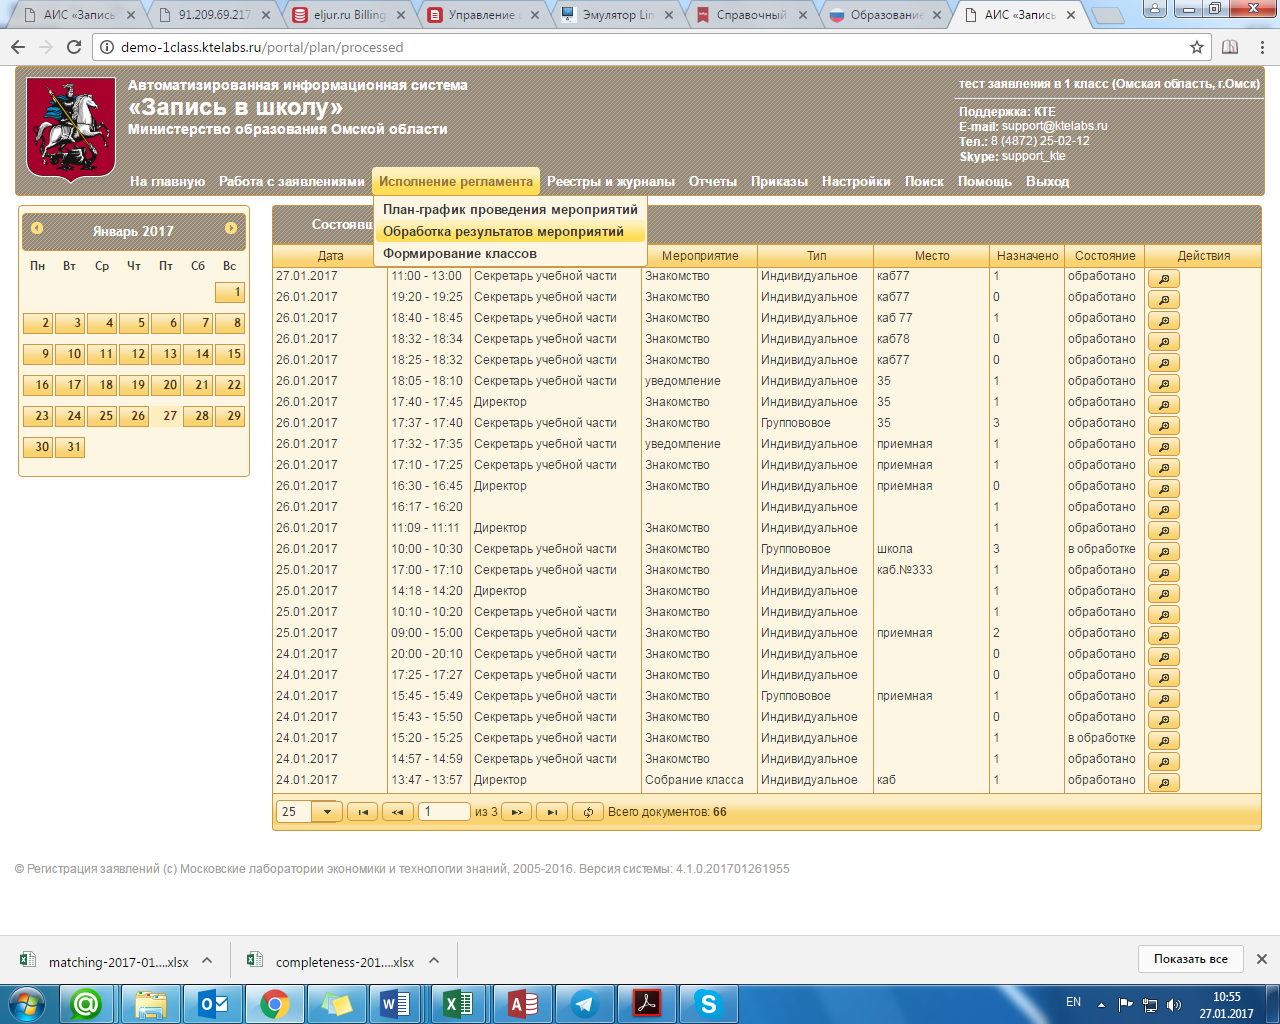 АИС «Запись
91.209.69.217
eljur.ru Billing
Управление
Эмулятор Lin
Справочный
Образование
АИС «Запись
demo-1class.ktelabs.ru/portal/plan/processed
Автоматизированная информационная система
«Запись в школу»
Министерство образования Омской области
тест заявления в 1 класс (Омская область, г.Омск)
Поддержка: КТЕ
E-mail: support@ktelabs.ru
Тел.: 8 (4872) 25-02-12
Skype: support_kte
На главную Работа с заявлениями Исполнение регламента Реестры и журналы Отчеты Приказы Настройки Поиск Помощь Выход
План-график проведения мероприятий
Обработка результатов мероприятий
Формирование классов
Январь 2017
Пн Вт Ср Чт Пт Сб Вс
1
2 3 4 5 6 7 8
9 10 11 12 13 14 15
16 17 18 19 20 21 22
23 24 25 26 27 28 29
30 31
Состоявш
Дата Мероприятие Тип Место Назначено Состояние Действия
27.01.2017 11:00 - 13:00 Секретарь учебной части Знакомство Индивидуальное каб77 1 обработано
26.01.2017 19:20 - 19:25 Секретарь учебной части Знакомство Индивидуальное каб77 0 обработано
26.01.2017 18:40 - 18:45 Секретарь учебной части Знакомство Индивидуальное каб 77 1 обработано
26.01.2017 18:32 - 18:34 Секретарь учебной части Знакомство Индивидуальное каб78 0 обработано
26.01.2017 18:25 - 18:32 Секретарь учебной части Знакомство Индивидуальное каб77 0 обработано
26.01.2017 18:05 - 18:10 Секретарь учебной части уведомление Индивидуальное 35 1 обработано
26.01.2017 17:40 - 17:45 Директор Знакомство Индивидуальное 35 1 обработано
26.01.2017 17:37 - 17:40 Секретарь учебной части Знакомство Группововое 35 3 обработано
26.01.2017 17:32 - 17:35 Секретарь учебной части уведомление Индивидуальное приемная 1 обработано
26.01.2017 17:10 - 17:25 Секретарь учебной части Знакомство Индивидуальное приемная 1 обработано
26.01.2017 16:30 - 16:45 Директор Знакомство Индивидуальное приемная 0 обработано
26.01.2017 16:17 - 16:20 Индивидуальное 1 обработано
26.01.2017 11:09 - 11:11 Директор Знакомство Индивидуальное 1 обработано
26.01.2017 10:00 - 10:30 Секретарь учебной части Знакомство Группововое школа 3 в обработке
25.01.2017 17:00 - 17:10 Секретарь учебной части Знакомство Индивидуальное каб.№333 1 обработано
25.01.2017 14:18 - 14:20 Директор Знакомство Индивидуальное 1 обработано
25.01.2017 10:10 - 10:20 Секретарь учебной части Знакомство Индивидуальное 1 обработано
25.01.2017 09:00 - 15:00 Секретарь учебной части Знакомство Индивидуальное приемная 2 обработано
24.01.2017 20:00 - 20:10 Секретарь учебной части Знакомство Индивидуальное 0 обработано
24.01.2017 17:25 - 17:27 Секретарь учебной части Знакомство Индивидуальное 0 обработано
24.01.2017 15:45 - 15:49 Секретарь учебной части Знакомство Группововое приемная 1 обработано
24.01.2017 15:43 - 15:50 Секретарь учебной части Знакомство Индивидуальное 0 обработано
24.01.2017 15:20 - 15:25 Секретарь учебной части Знакомство Индивидуальное 1 в обработке
24.01.2017 14:57 - 14:59 Секретарь учебной части Знакомство Индивидуальное 1 обработано
24.01.2017 13:47 - 13:57 Директор Собрание класса Индивидуальное каб 1 обработано
25 1 из 3 Всего документов: 66
© Регистрация заявлений (с) Московские лаборатории экономики и технологии знаний, 2005-2016. Версия системы: 4.1.0.201701261955
matching-2017-01....xlsx
completeness-201....xlsx
Показать все
EN
10:55
27.01.2017